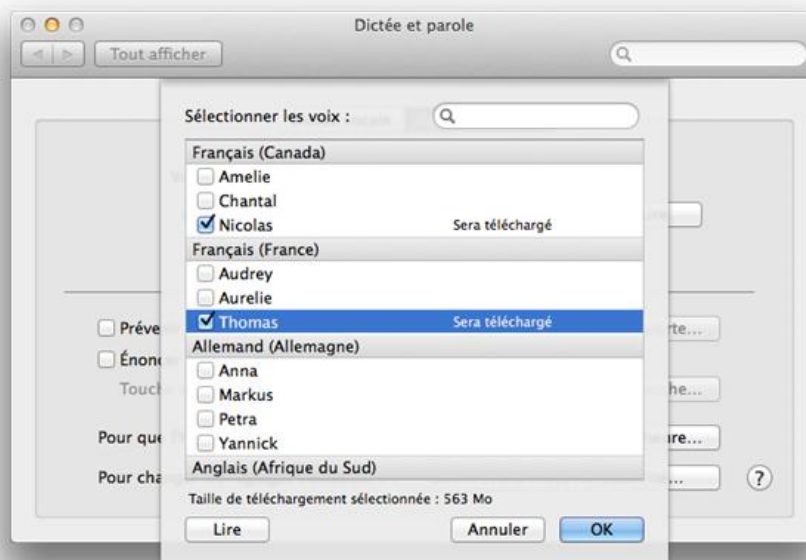 Dictée et parole
Tout afficher
Sélectionner les voix :
Français (Canada)
Amelie
Chantal
Nicolas Sera téléchargé
Français (France)
Audrey
Aurelie
Thomas Sera téléchargé
Préve te...
Allemand (Allemagne)
Énon
Anna
Touch he...
Markus
Petra
Pour que ure...
Yannick
Anglais (Afrique du Sud)
Pour cha ... ?
Taille de téléchargement sélectionnée : 563 Mo
Lire Annuler OK